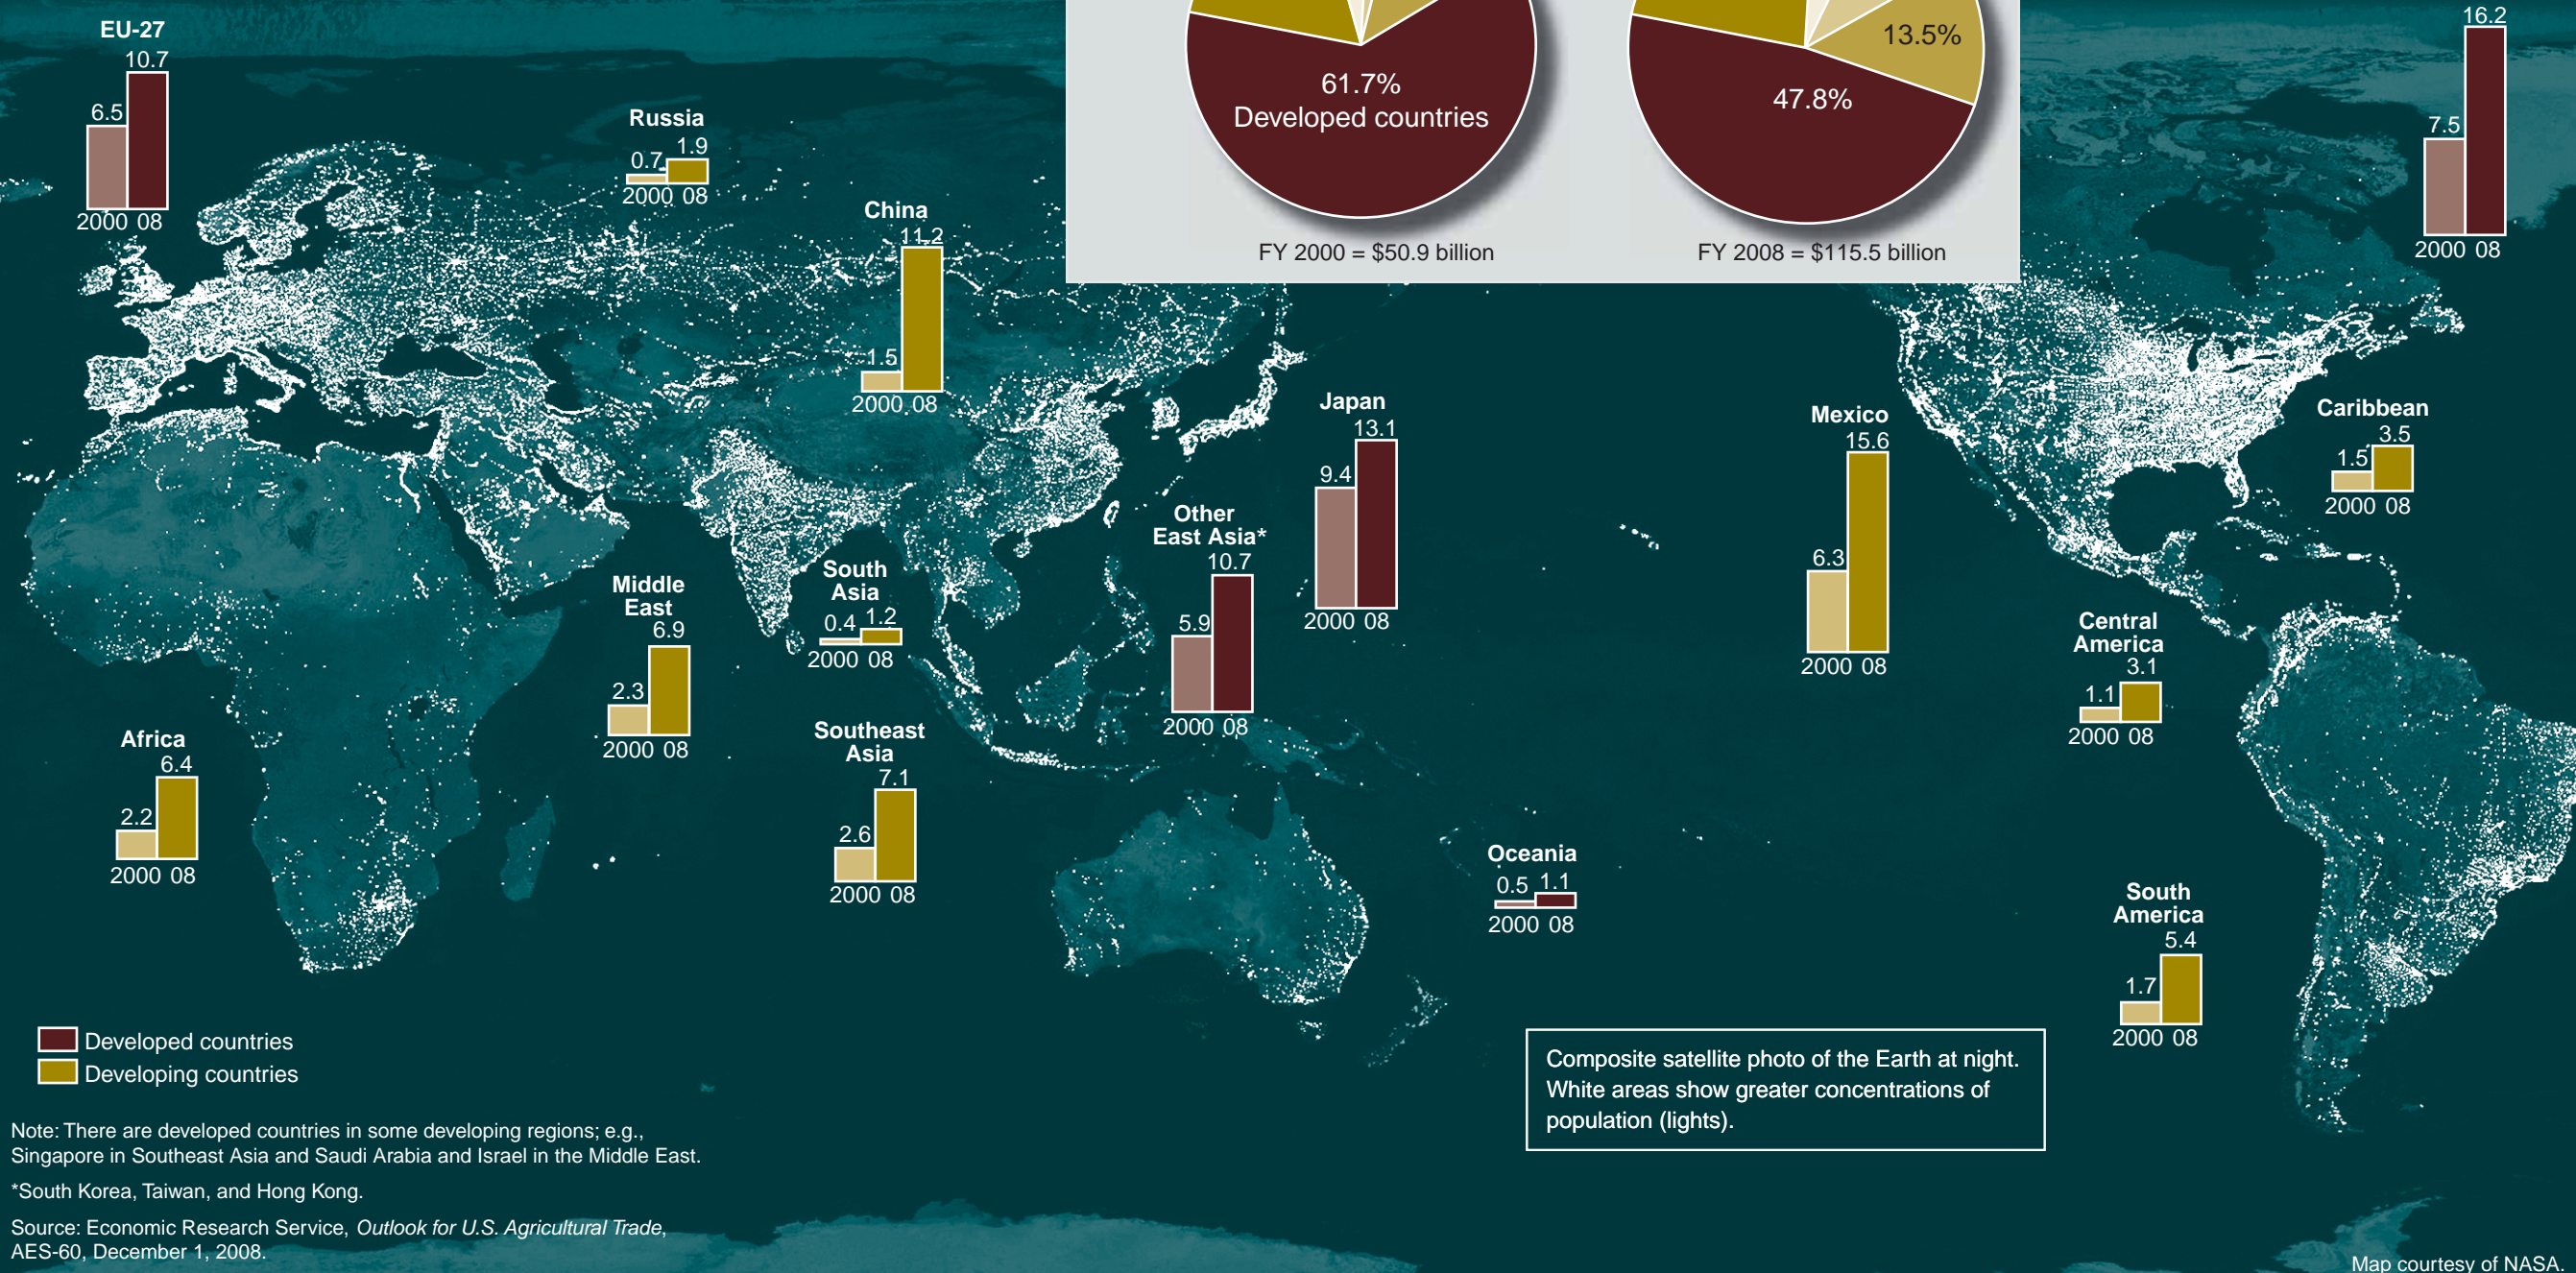 EU-27
10.7
6.5
2000 08
Russia
1.9
0.7
2000 08
China
11.2
1.5
2000 08
61.7%
Developed countries
FY 2000 = $50.9 billion
13.5%
47.8%
FY 2008 = $115.5 billion
16.2
7.5
2000 08
Japan
13.1
9.4
2000 08
Other
East Asia*
10.7
5.9
2000 08
Mexico
15.6
6.3
2000 08
Caribbean
3.5
1.5
2000 08
Middle
East
6.9
2.3
2000 08
South
Asia
0.4 1.2
2000 08
Central
America
3.1
1.1
2000 08
Africa
6.4
2.2
2000 08
Southeast
Asia
7.1
2.6
2000 08
Oceania
0.5 1.1
2000 08
South
America
5.4
1.7
2000 08
Developed countries
Developing countries
Composite satellite photo of the Earth at night.
White areas show greater concentrations of
population (lights).
Note: There are developed countries in some developing regions; e.g.,
Singapore in Southeast Asia and Saudi Arabia and Israel in the Middle East.
*South Korea, Taiwan, and Hong Kong.
Source: Economic Research Service, Outlook for U.S. Agricultural Trade,
AES-60, December 1, 2008.
Map courtesy of NASA.